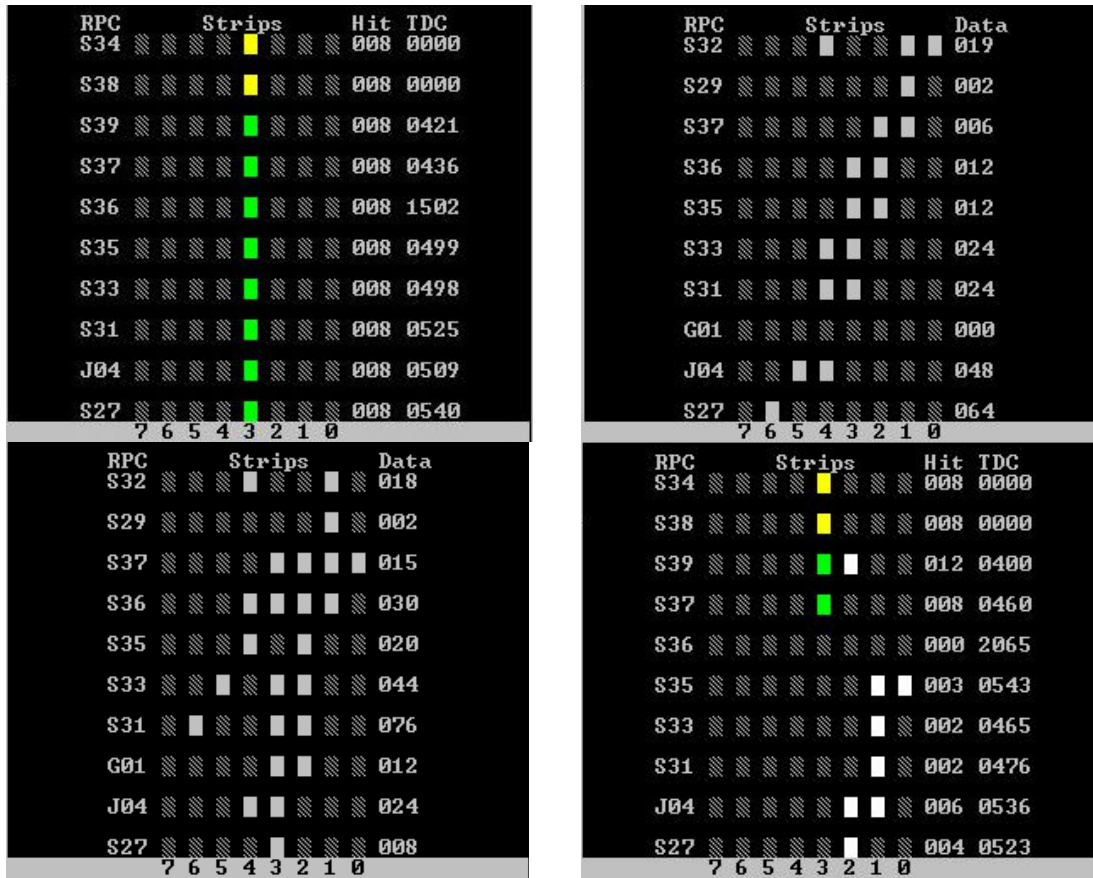 RPC Strips Hit TDC
S34 008 0000
S38 008 0000
S39 008 0421
S37 008 0436
S36 008 1502
S35 008 0499
S33 008 0498
S31 008 0525
J04 008 0509
S27 008 0540
7 6 5 4 3 2 1 0
RPC Strips Data
S32 019
S29 002
S37 006
S36 012
S35 012
S33 024
S31 024
G01 000
J04 048
S27 064
7 6 5 4 3 2 1 0
RPC Strips Data
S32 018
S29 002
S37 015
S36 030
S35 020
S33 044
S31 076
G01 012
J04 024
S27 008
7 6 5 4 3 2 1 0
RPC Strips Hit TDC
S34 008 0000
S38 008 0000
S39 012 0400
S37 008 0460
S36 000 2065
S35 003 0543
S33 002 0465
S31 002 0476
J04 006 0536
S27 004 0523
7 6 5 4 3 2 1 0